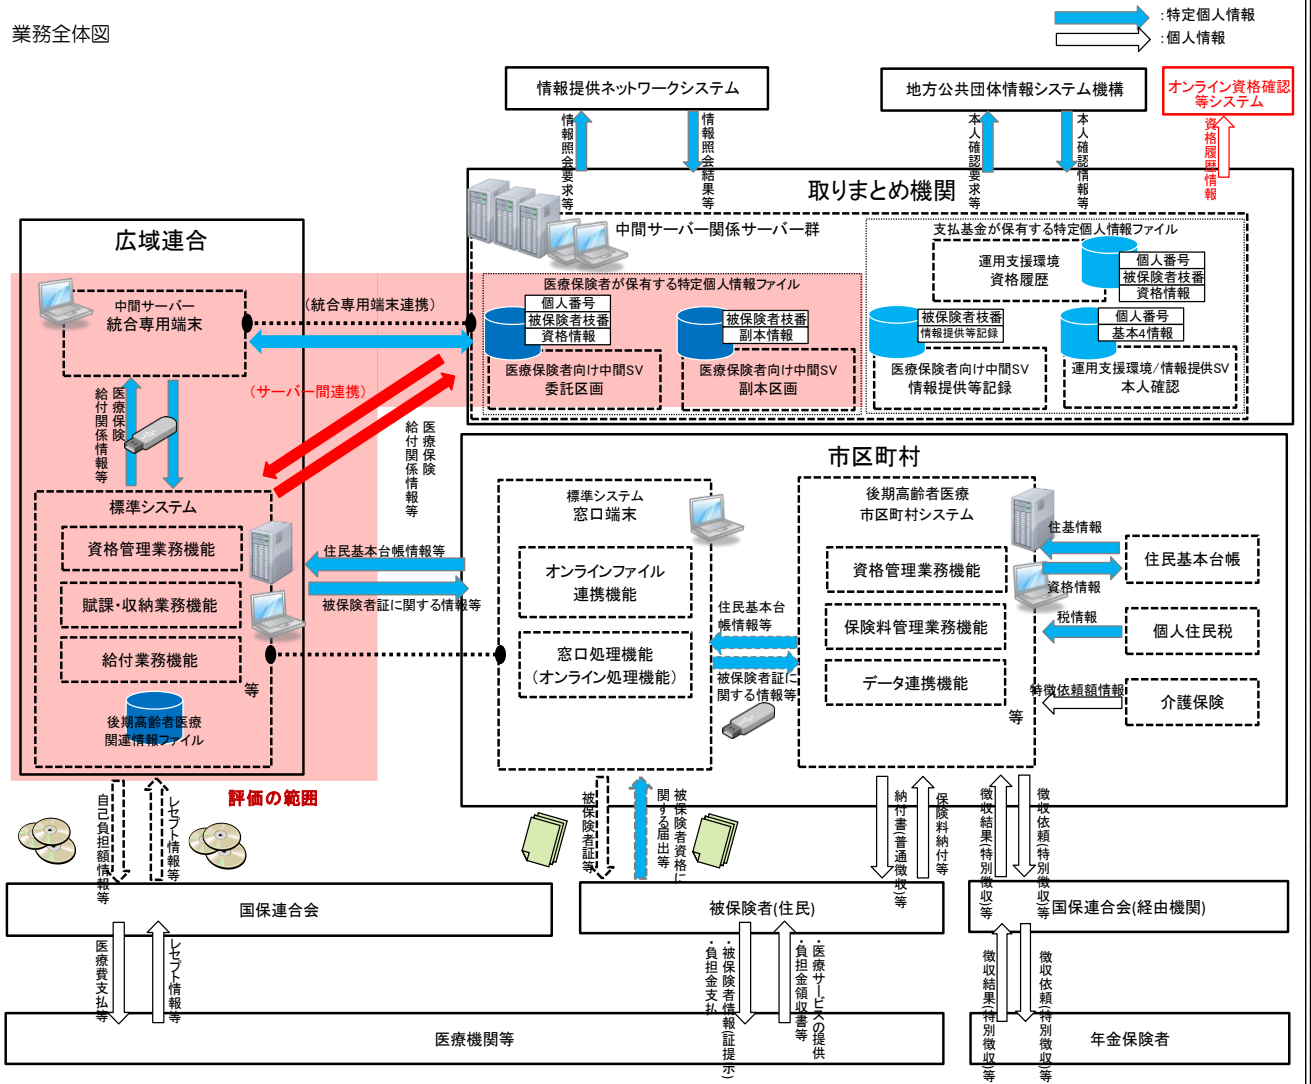 業務全体図
:特定個人情報
:個人情報
情報提供ネットワークシステム
地方公共団体情報システム機構
オンライン資格確認
等システム
情報照会要求等
情報照会結果等
本人確認要求等
本人確認情報等
資格履歴情報
取りまとめ機関
中間サーバー関係サーバー群
支払基金が保有する特定個人情報ファイル
運用支援環境
資格履歴
個人番号
被保険者枝番
資格情報
医療保険者が保有する特定個人情報ファイル
個人番号
被保険者枝番
資格情報
医療保険者向け中間SV
委託区画
被保険者枝番
副本情報
医療保険者向け中間SV
副本区画
被保険者枝番
情報提供等記録
医療保険者向け中間SV
情報提供等記録
個人番号
基本4情報
運用支援環境/情報提供SV
本人確認
広域連合
中間サーバー
統合専用端末
(統合専用端末連携)
(サーバー間連携)
医療保険
給付関係情報等
医療保険
給付関係情報等
標準システム
資格管理業務機能
賦課・収納業務機能
給付業務機能
等
後期高齢者医療
関連情報ファイル
評価の範囲
住民基本台帳情報等
被保険者証に関する情報等
市区町村
標準システム
窓口端末
オンラインファイル
連携機能
窓口処理機能
(オンライン処理機能)
住民基本台
帳情報等
被保険者証に
関する情報等
後期高齢者医療
市区町村システム
資格管理業務機能
保険料管理業務機能
データ連携機能
等
住基情報
資格情報
税情報
特徴依頼額情報
住民基本台帳
個人住民税
介護保険
自己負担額情報等
レセプト情報等
被保険者証等
被保険者資格に
関する届出等
納付書(普通徴収)等
保険料納付等
徴収結果(特別徴収)等
徴収依頼(特別徴収)等
国保連合会
被保険者(住民)
国保連合会(経由機関)
医療費支払等
レセプト情報等
・被保険者情報(証提示)
・負担金支払
・医療サービスの提供
・負担金領収書等
徴収結果(特別徴収)等
徴収依頼(特別徴収)等
医療機関等
年金保険者